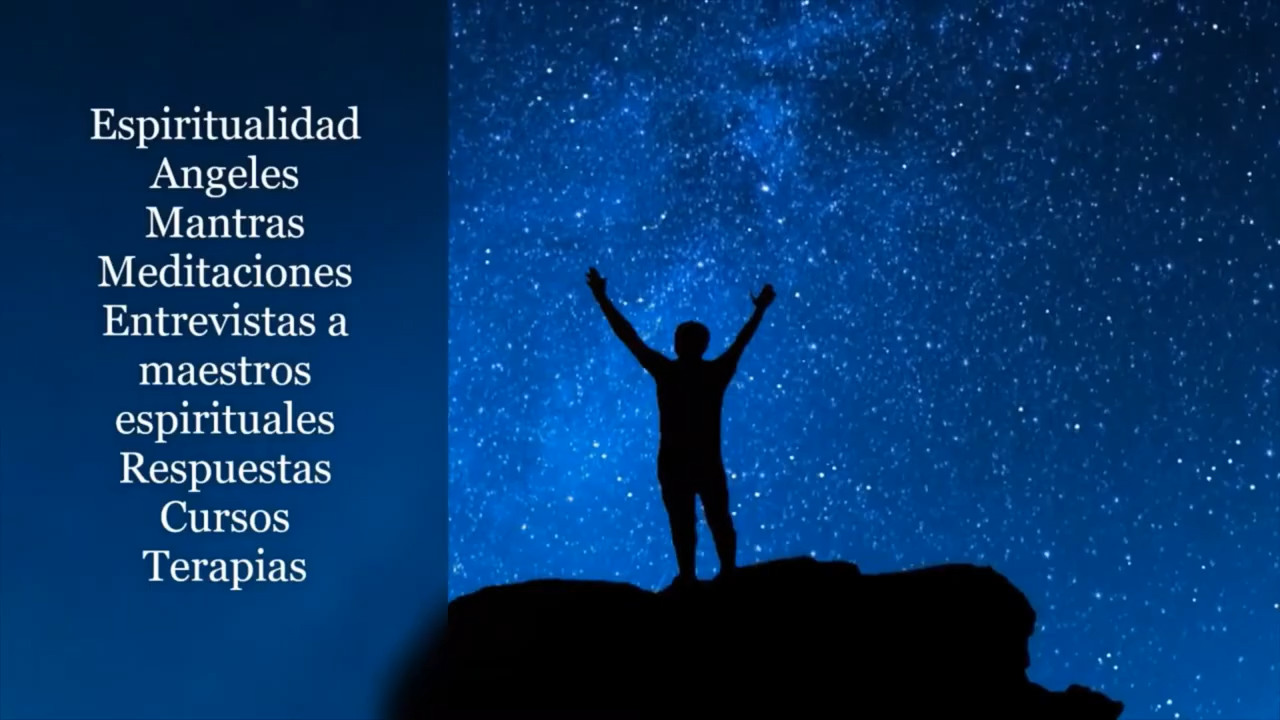 Espiritualidad
Angeles
Mantras
Meditaciones
Entrevistas a
maestros
espirituales
Respuestas
Cursos
Terapias